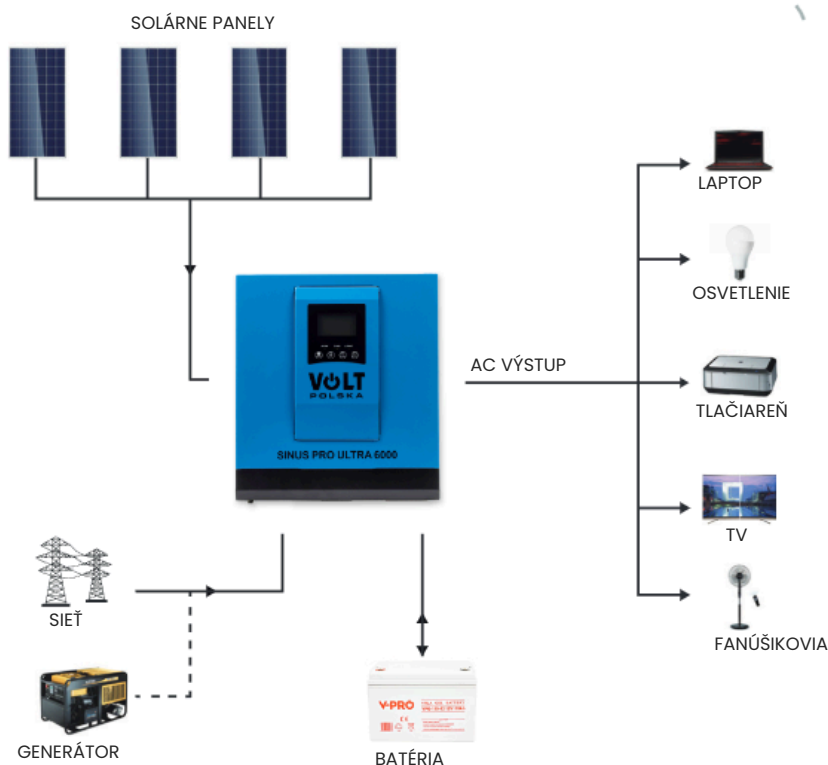 SOLÁRNE PANELY
LAPTOP
OSVETLENIE
AC VÝSTUP
TLAČIAREŇ
VOLT
POLSKA
SINUS PRO ULTRA 6000
TV
SIEŤ
FANÚŠIKOVIA
V-PRO
GENERÁTOR
BATÉRIA